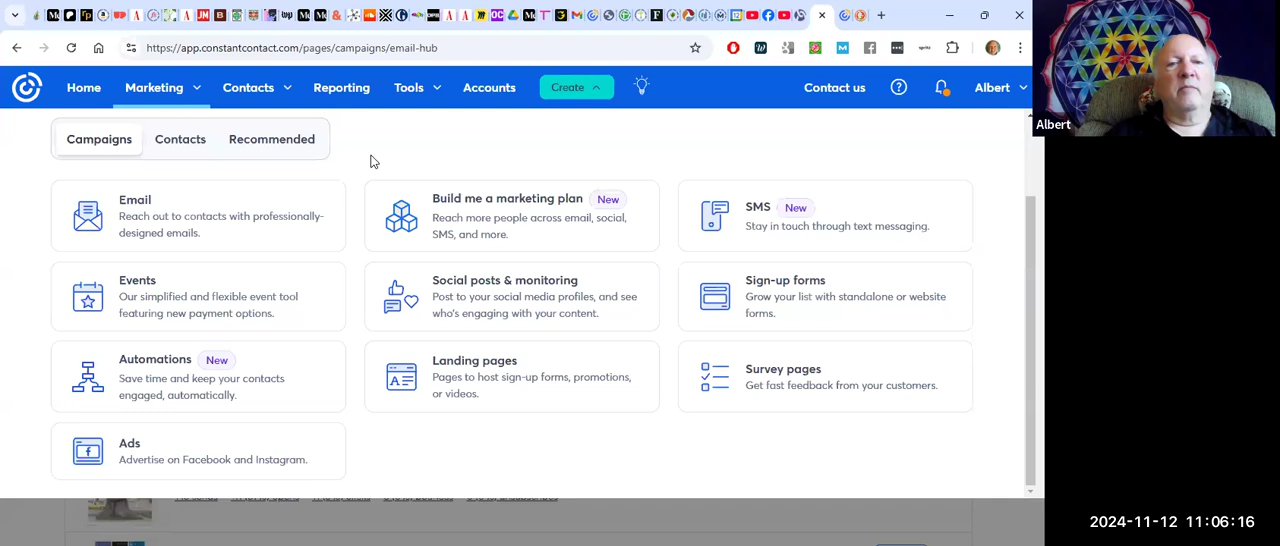 https://app.constantcontact.com/pages/campaigns/email-hub
Home
Marketing
Contacts
Reporting
Tools
Accounts
Create
Contact us
Albert
Albert
Campaigns
Contacts
Recommended
Email
Reach out to contacts with professionally-
designed emails.
Build me a marketing plan New
Reach more people across email, social,
SMS, and more.
SMS New
Stay in touch through text messaging.
Events
Our simplified and flexible event tool
featuring new payment options.
Social posts & monitoring
Post to your social media profiles, and see
who's engaging with your content.
Sign-up forms
Grow your list with standalone or website
forms.
Automations New
Save time and keep your contacts
engaged, automatically.
Landing pages
Pages to host sign-up forms, promotions,
or videos.
Survey pages
Get fast feedback from your customers.
Ads
Advertise on Facebook and Instagram.
2024-11-12 11:06:16